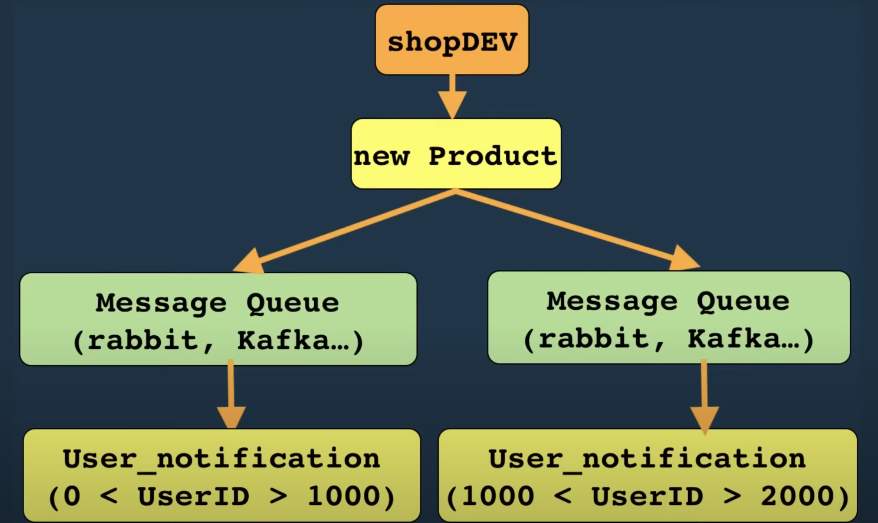 shopDEV
new Product
Message Queue
(rabbit, Kafka…)
Message Queue
(rabbit, Kafka…)
User_notification
(0 < UserID > 1000)
User_notification
(1000 < UserID > 2000)